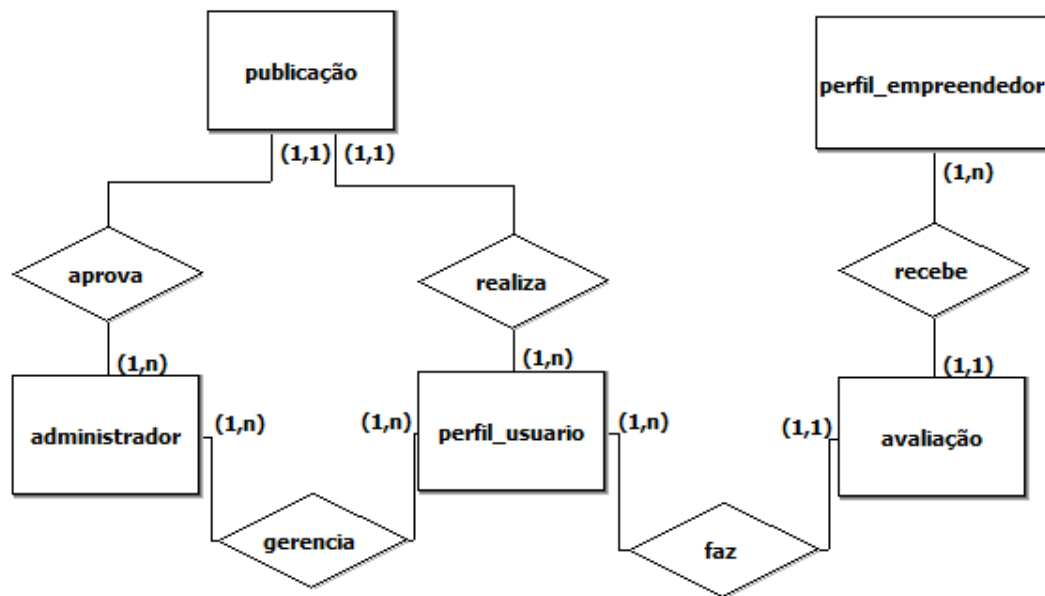 publicação
perfil_empreendedor
(1,1)
(1,1)
(1,n)
aprova
realiza
recebe
(1,n)
(1,n)
(1,1)
administrador
(1,n)
(1,n)
perfil_usuario
(1,n)
(1,1)
avaliação
gerencia
faz